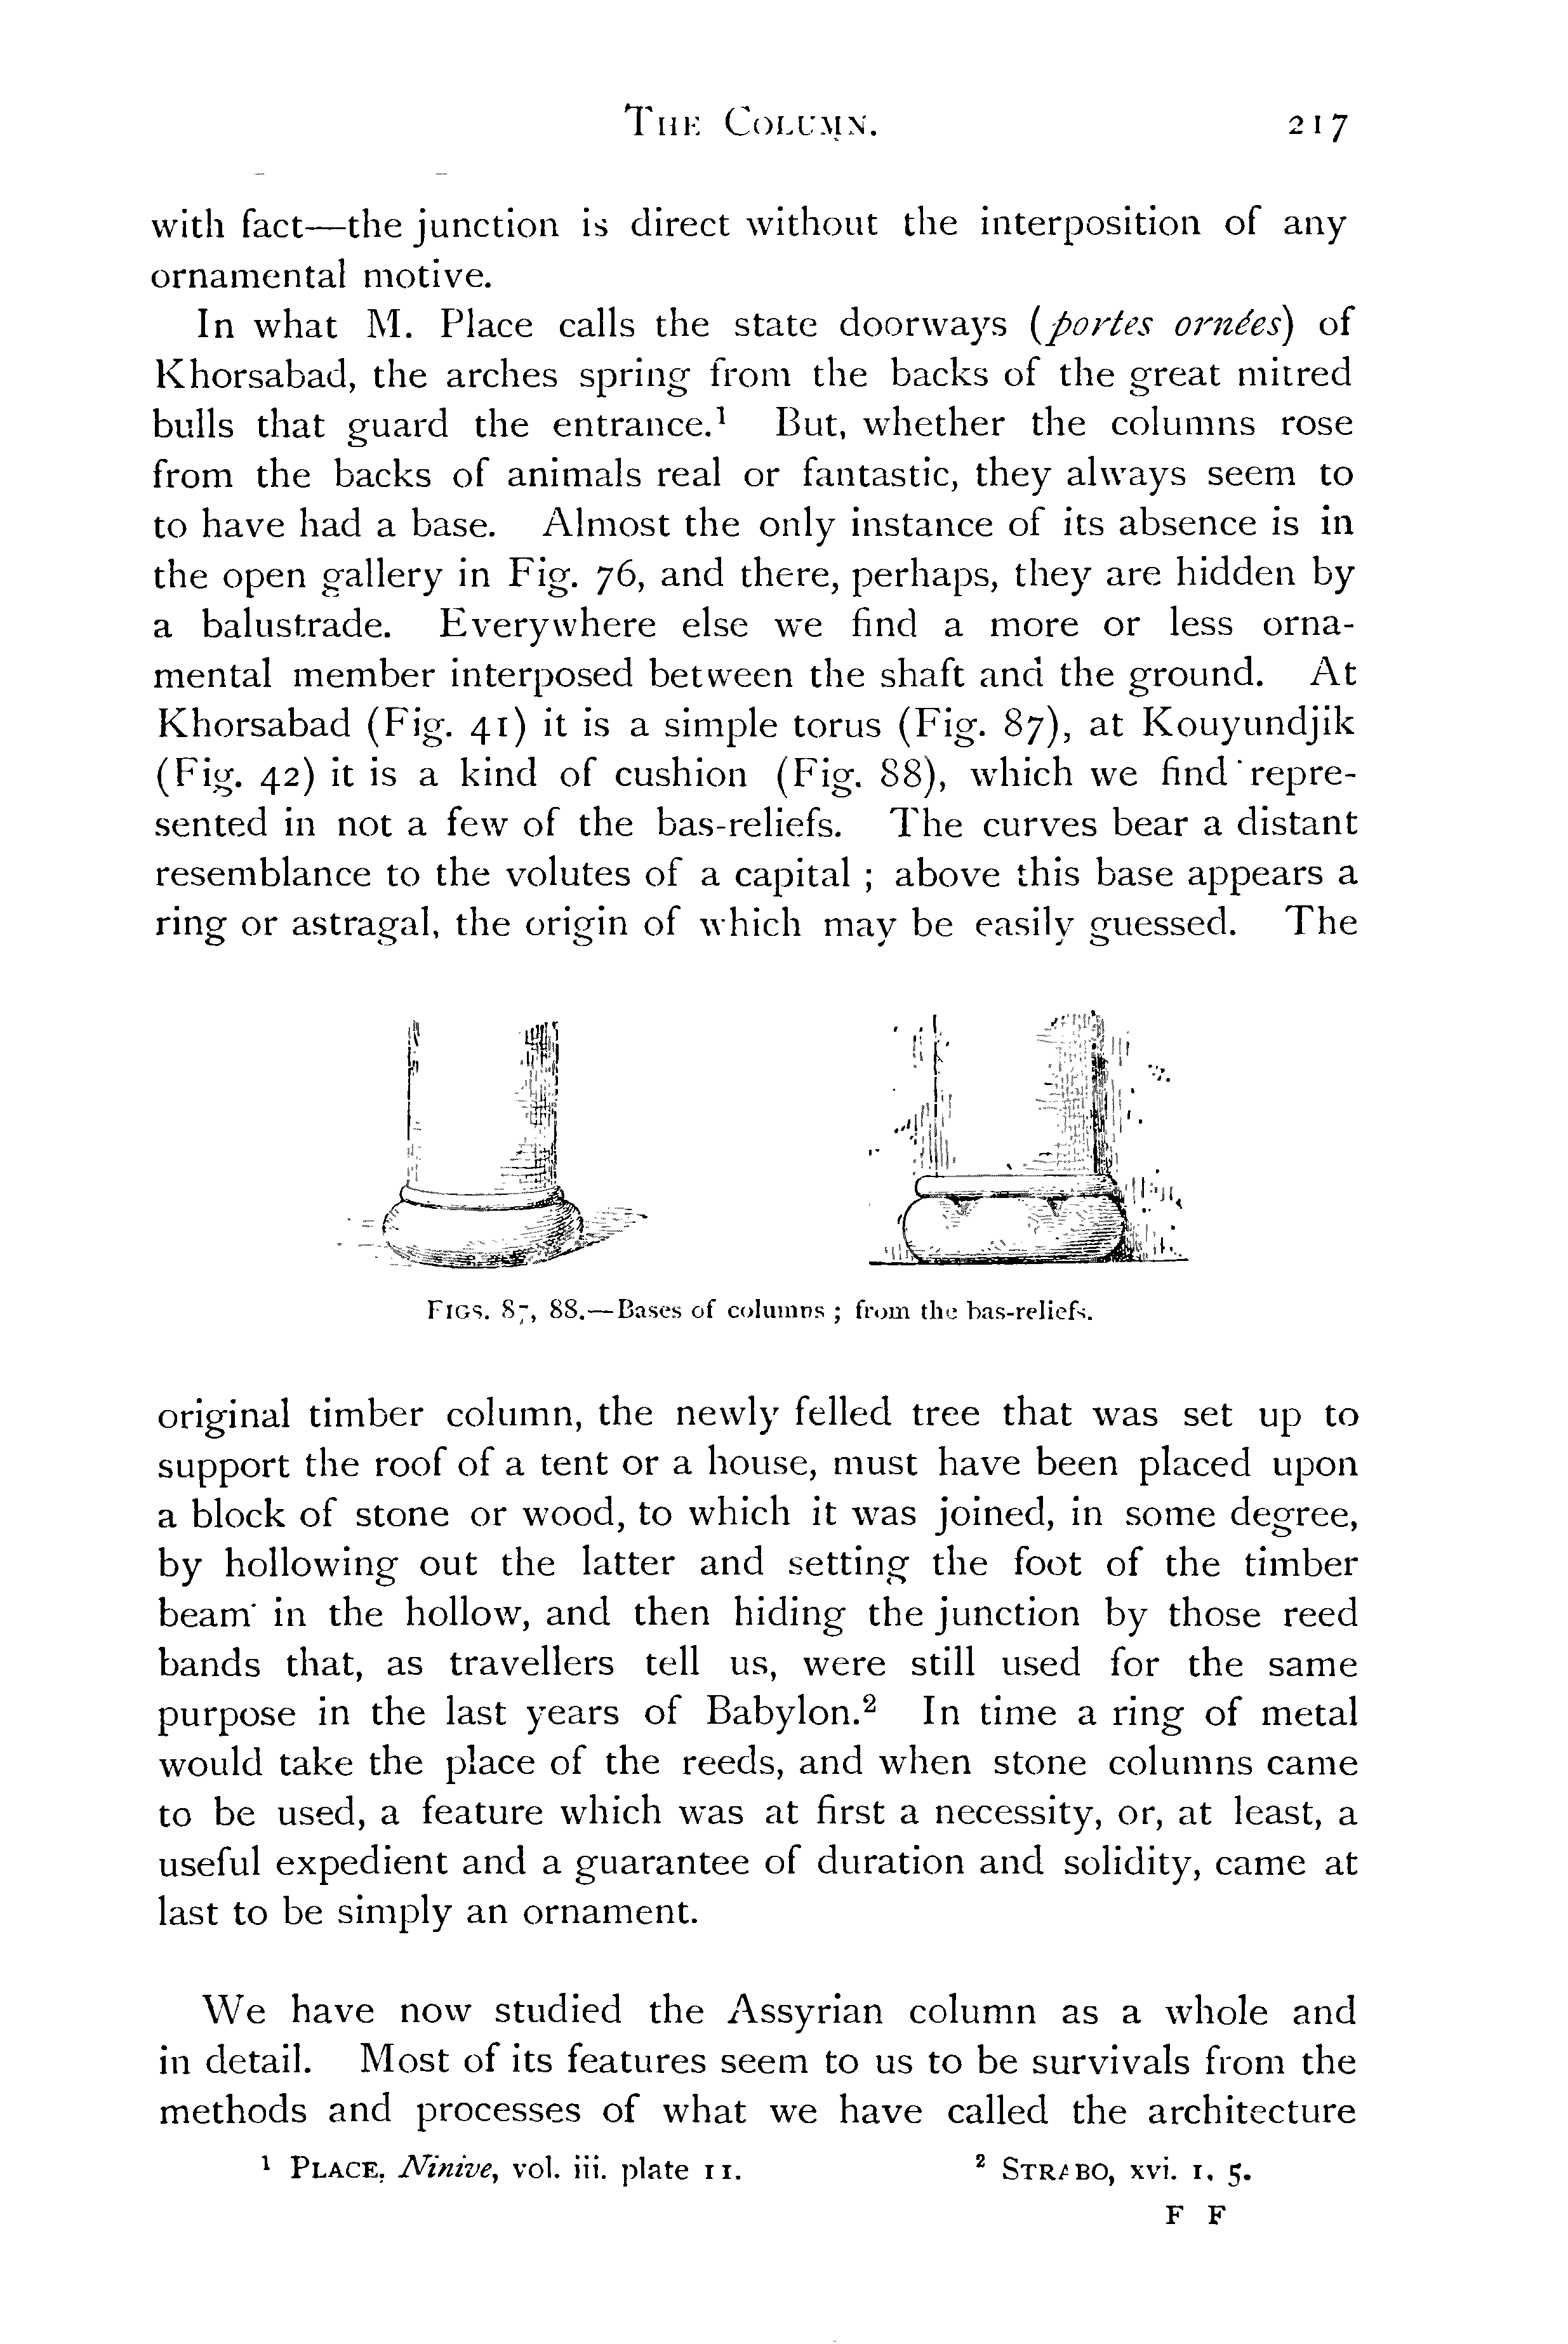 The Column. 217
with fact—the junction is direct without the interposition of any
ornamental motive.
In what M. Place calls the state doorways (portes ornées) of
Khorsabad, the arches spring from the backs of the great mitred
bulls that guard the entrance.¹ But, whether the columns rose
from the backs of animals real or fantastic, they always seem to
to have had a base. Almost the only instance of its absence is in
the open gallery in Fig. 76, and there, perhaps, they are hidden by
a balustrade. Everywhere else we find a more or less orna-
mental member interposed between the shaft and the ground. At
Khorsabad (Fig. 41) it is a simple torus (Fig. 87), at Kouyundjik
(Fig. 42) it is a kind of cushion (Fig. 88), which we find repre-
sented in not a few of the bas-reliefs. The curves bear a distant
resemblance to the volutes of a capital ; above this base appears a
ring or astragal, the origin of which may be easily guessed. The
Figs. 87, 88.—Bases of columns ; from the bas-reliefs.
original timber column, the newly felled tree that was set up to
support the roof of a tent or a house, must have been placed upon
a block of stone or wood, to which it was joined, in some degree,
by hollowing out the latter and setting the foot of the timber
beam in the hollow, and then hiding the junction by those reed
bands that, as travellers tell us, were still used for the same
purpose in the last years of Babylon.² In time a ring of metal
would take the place of the reeds, and when stone columns came
to be used, a feature which was at first a necessity, or, at least, a
useful expedient and a guarantee of duration and solidity, came at
last to be simply an ornament.
We have now studied the Assyrian column as a whole and
in detail. Most of its features seem to us to be survivals from the
methods and processes of what we have called the architecture
¹ Place, Ninive, vol. iii. plate 11. ² Strabo, xvi. 1, 5.
F F